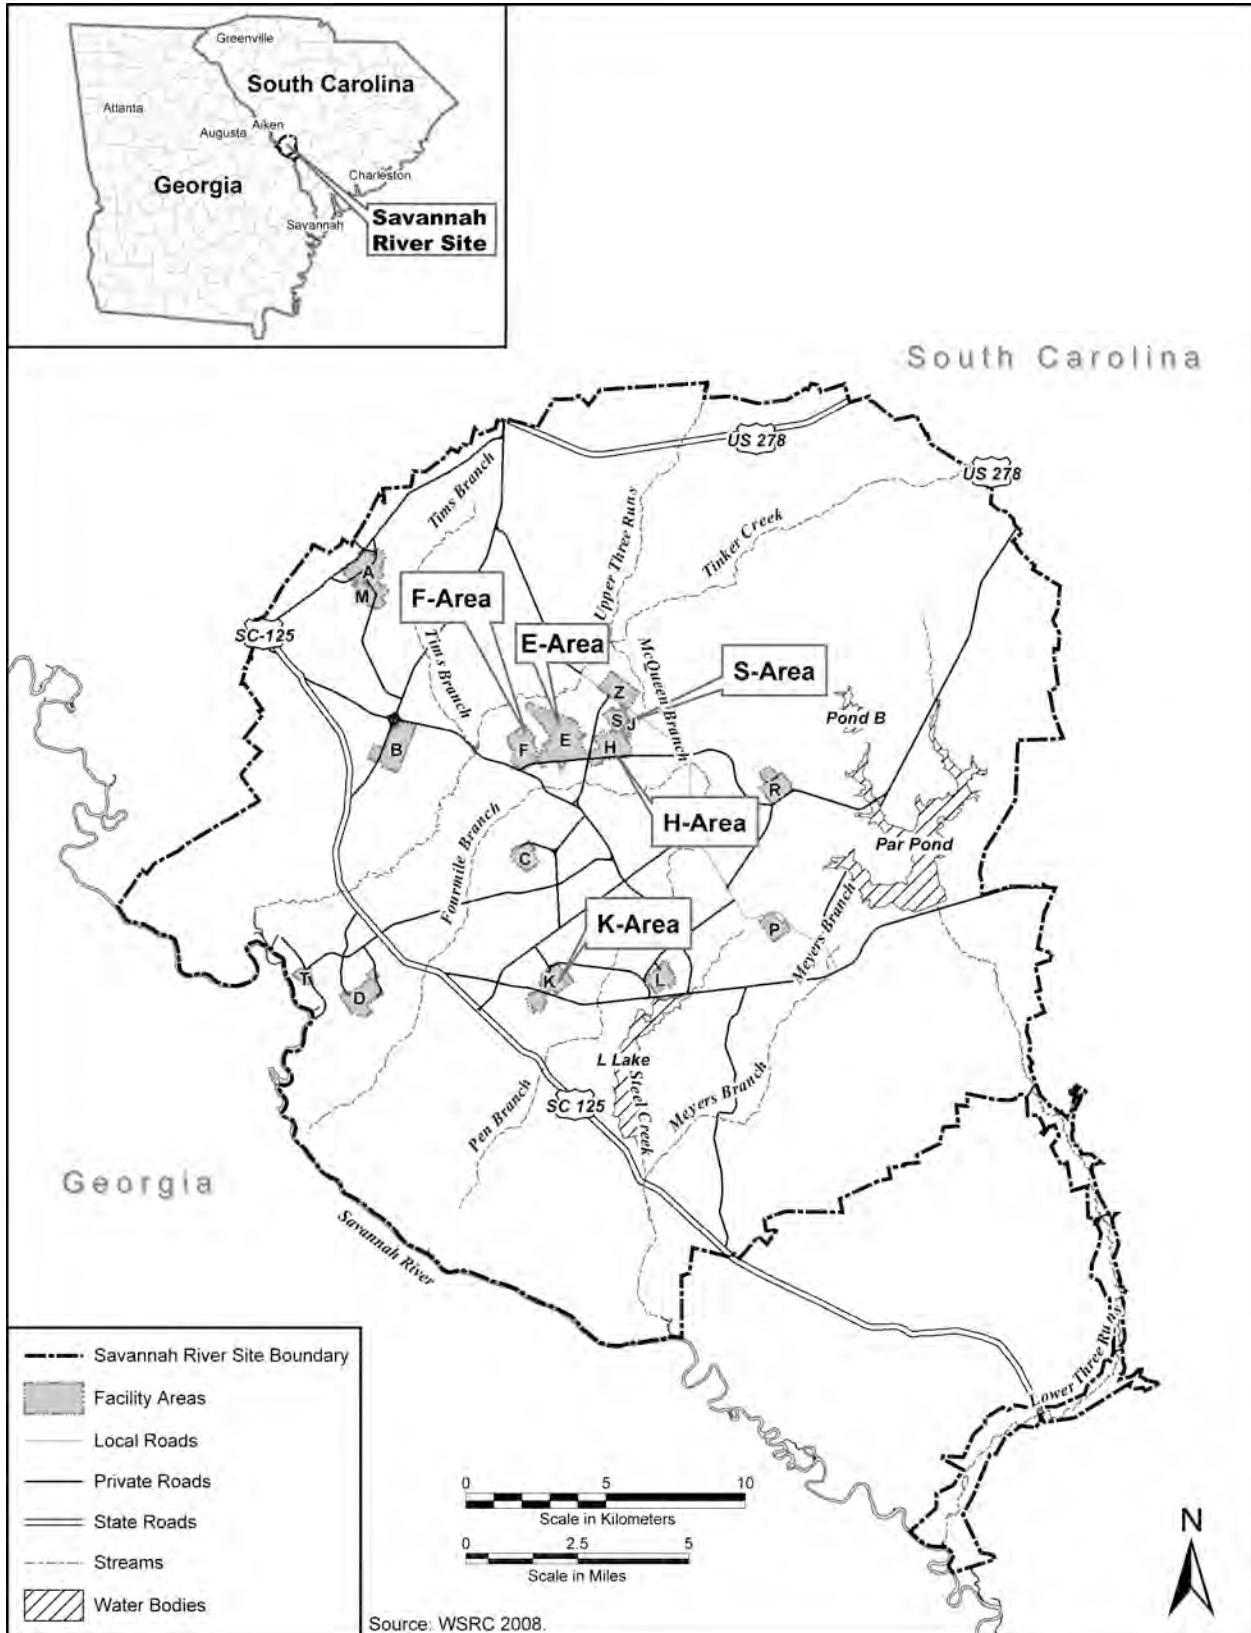 Greenville
South Carolina
Atlanta
Aiken
Augusta
Georgia
Charleston
Savannah
Savannah
River Site
South Carolina
US 278
US 278
Tims Branch
Upper Three Runs
Tinker Creek
A
M
F-Area
E-Area
SC-125
Tims Branch
McQueen Branch
S-Area
Z
S
J
Pond B
B
F
E
H
R
H-Area
Par Pond
C
Fourmile Branch
K-Area
P
Meyers Branch
T
D
K
L
L Lake
Steel Creek
Meyers Branch
SC 125
Pen Branch
Georgia
Savannah River
Lower Three Runs
Savannah River Site Boundary
Facility Areas
Local Roads
Private Roads
State Roads
Streams
Water Bodies
0 5 10
Scale in Kilometers
0 2.5 5
Scale in Miles
N
Source: WSRC 2008.